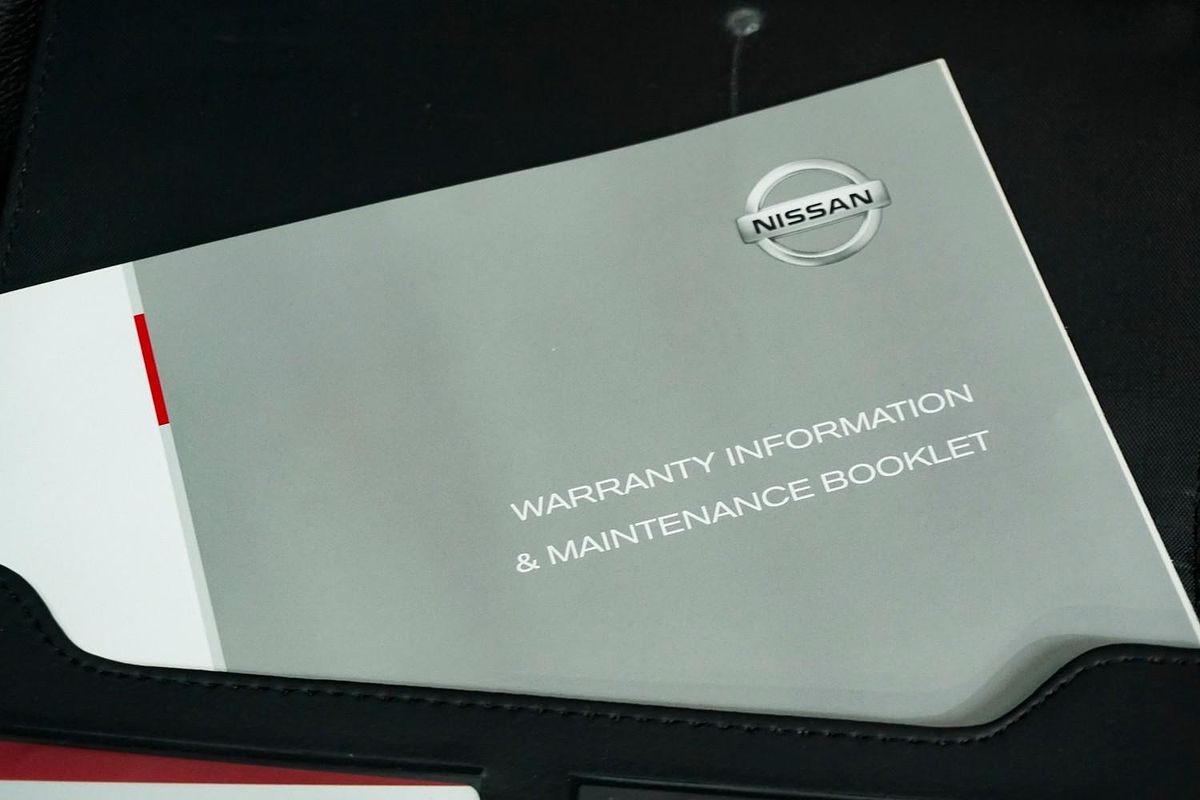 NISSAN
WARRANTY INFORMATION
& MAINTENANCE BOOKLET